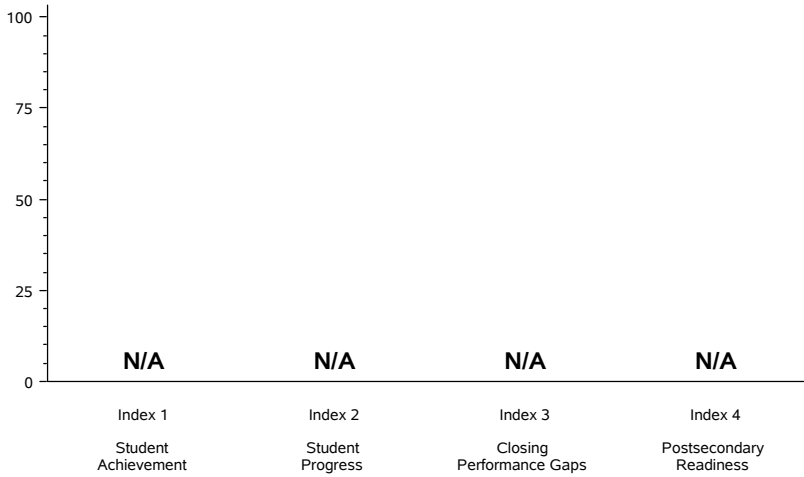 100
75
50
25
0
N/A N/A N/A N/A
Index 1 Index 2 Index 3 Index 4
Student Student Closing Postsecondary
Achievement Progress Performance Gaps Readiness